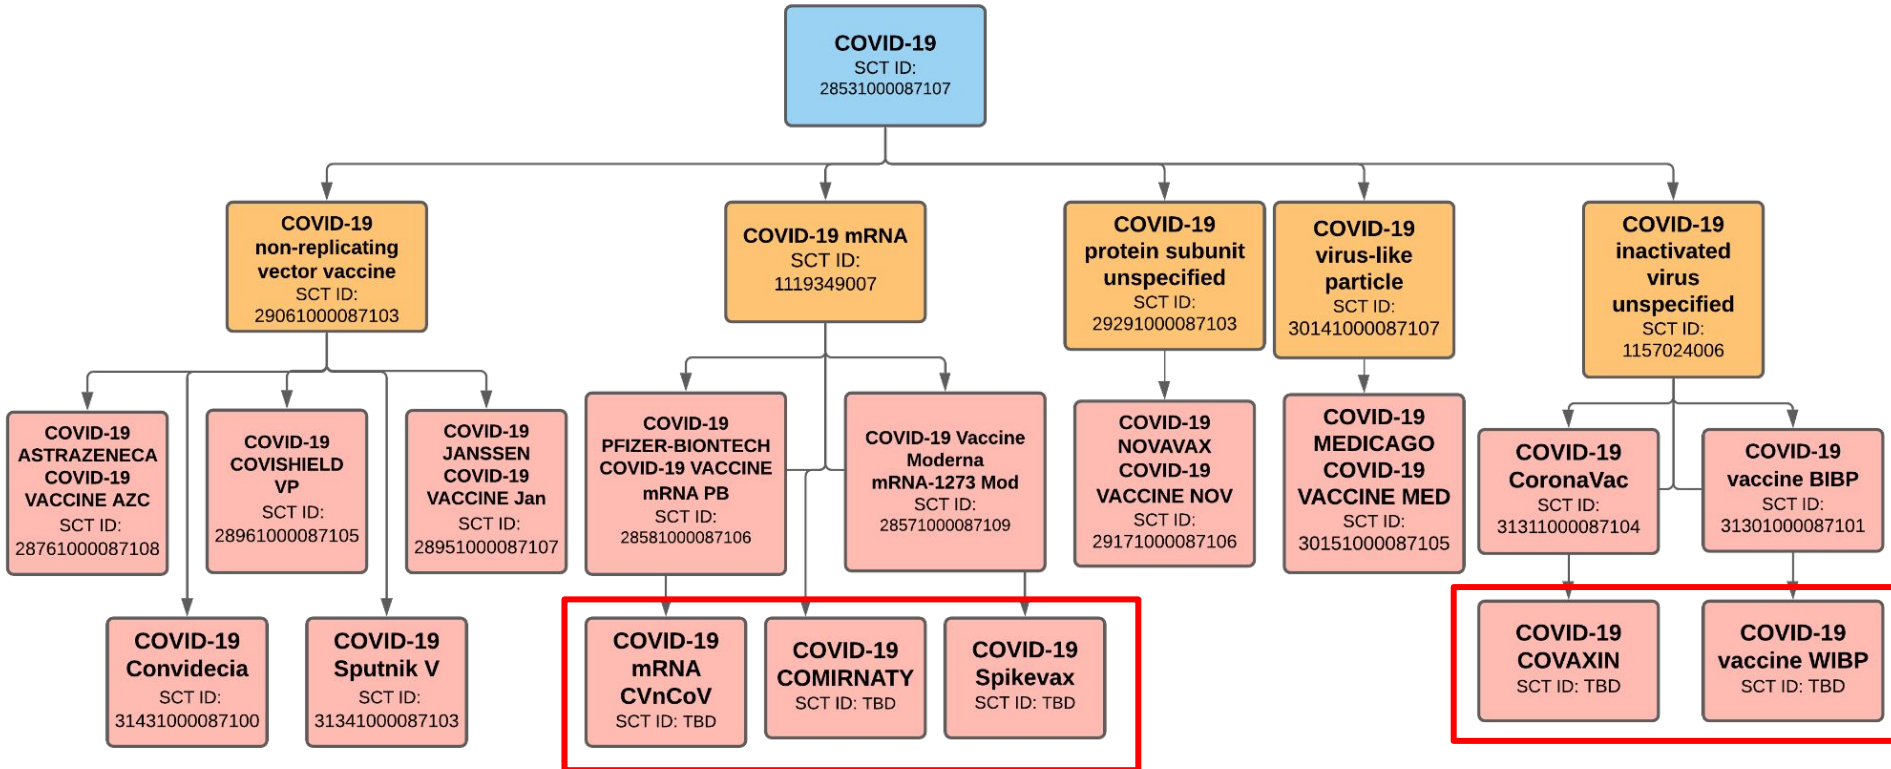 COVID-19
SCT ID:
28531000087107
COVID-19
non-replicating
vector vaccine
SCT ID:
29061000087103
COVID-19 mRNA
SCT ID:
1119349007
COVID-19
protein subunit
unspecified
SCT ID:
29291000087103
COVID-19
virus-like
particle
SCT ID:
30141000087107
COVID-19
inactivated
virus
unspecified
SCT ID:
1157024006
COVID-19
ASTRAZENECA
COVID-19
VACCINE AZC
SCT ID:
28761000087108
COVID-19
COVISHIELD
VP
SCT ID:
28961000087105
COVID-19
JANSSEN
COVID-19
VACCINE Jan
SCT ID:
28951000087107
COVID-19
PFIZER-BIONTECH
COVID-19 VACCINE
mRNA PB
SCT ID:
28581000087106
COVID-19 Vaccine
Moderna
mRNA-1273 Mod
SCT ID:
28571000087109
COVID-19
NOVAVAX
COVID-19
VACCINE NOV
SCT ID:
29171000087106
COVID-19
MEDICAGO
COVID-19
VACCINE MED
SCT ID:
30151000087105
COVID-19
CoronaVac
SCT ID:
31311000087104
COVID-19
vaccine BIBP
SCT ID:
31301000087101
COVID-19
Convidecia
SCT ID:
31431000087100
COVID-19
Sputnik V
SCT ID:
31341000087103
COVID-19
mRNA
CVnCoV
SCT ID: TBD
COVID-19
COMIRNATY
SCT ID: TBD
COVID-19
Spikevax
SCT ID: TBD
COVID-19
COVAXIN
SCT ID: TBD
COVID-19
vaccine WIBP
SCT ID: TBD